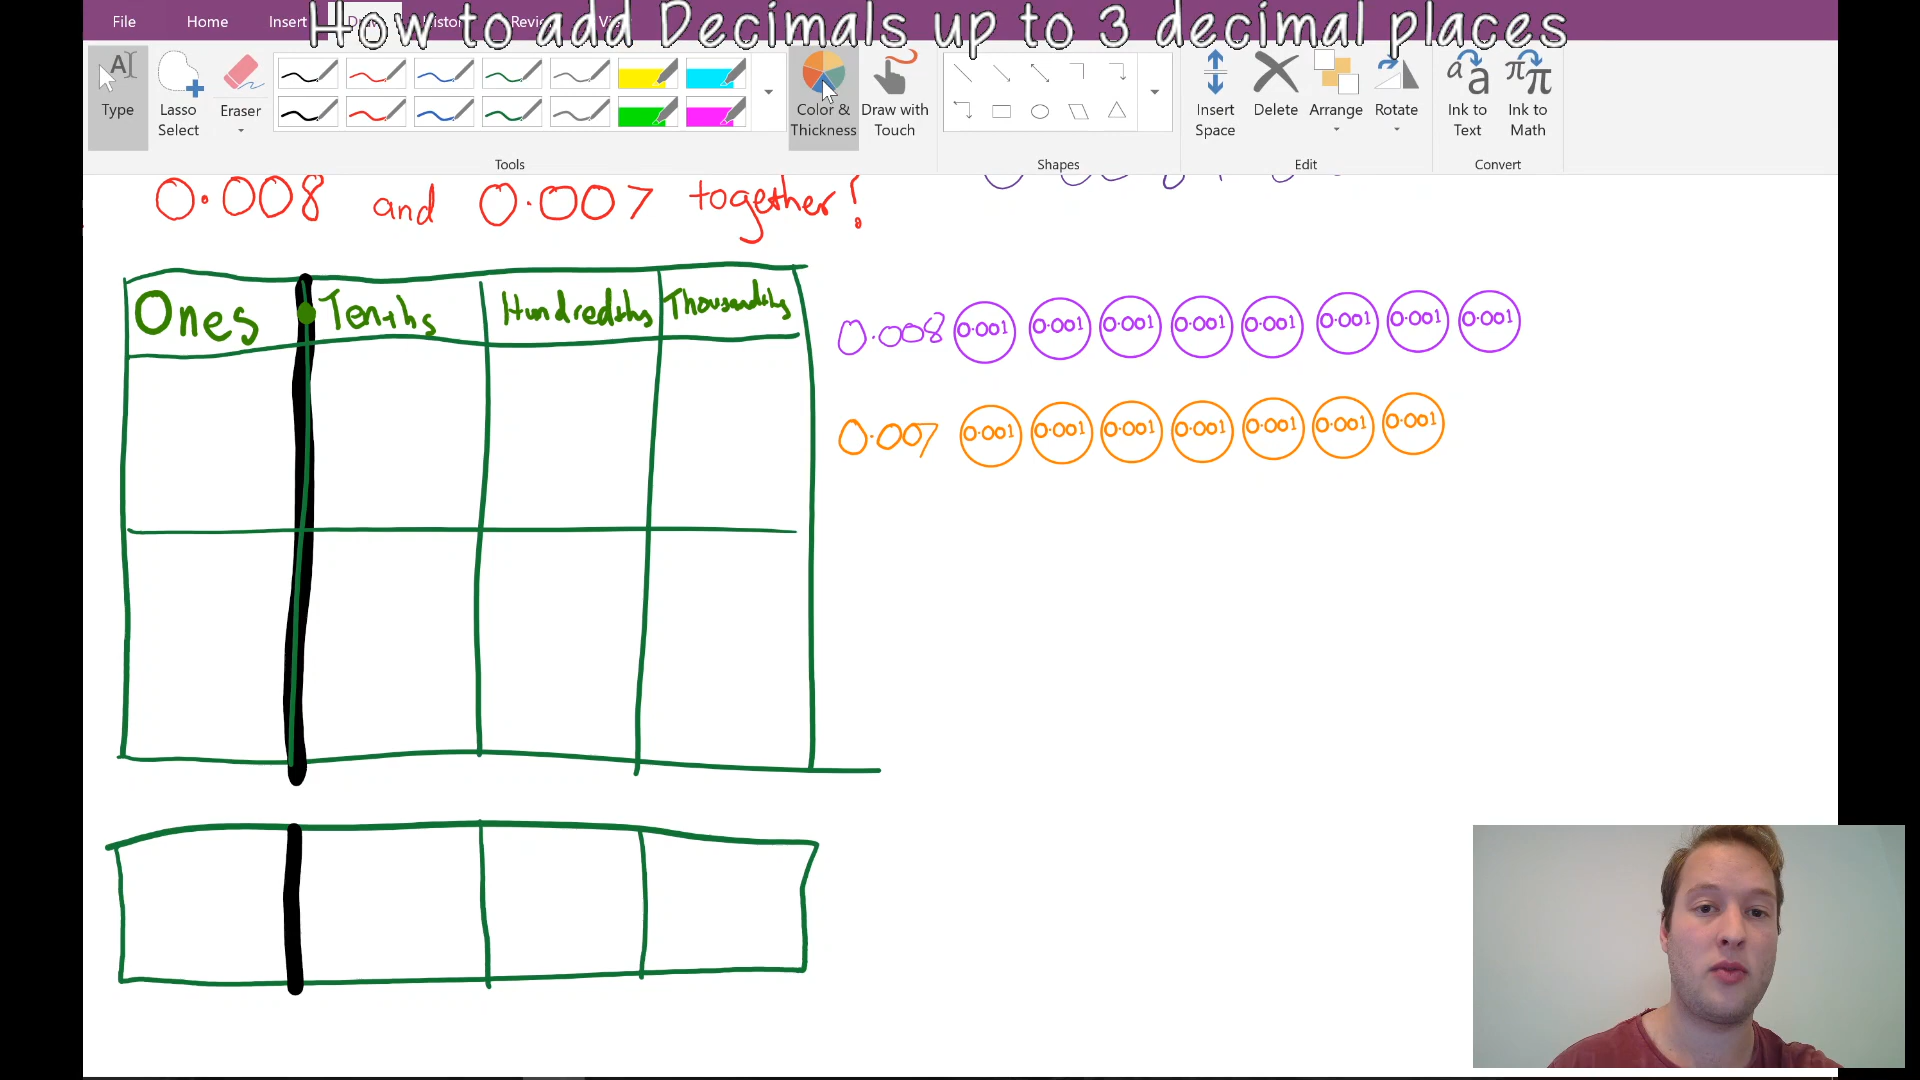 How to add Decimals up to 3 decimal places
File Home Insert
Type
Lasso Select
Eraser
Color & Thickness
Draw with Touch
Insert Space
Delete
Arrange
Rotate
Ink to Text
Ink to Math
Tools
Shapes
Edit
Convert
0.008 and 0.007 together!
Ones Tenths Hundredths Thousandths
0.008 0.001 0.001 0.001 0.001 0.001 0.001 0.001 0.001
0.007 0.001 0.001 0.001 0.001 0.001 0.001 0.001